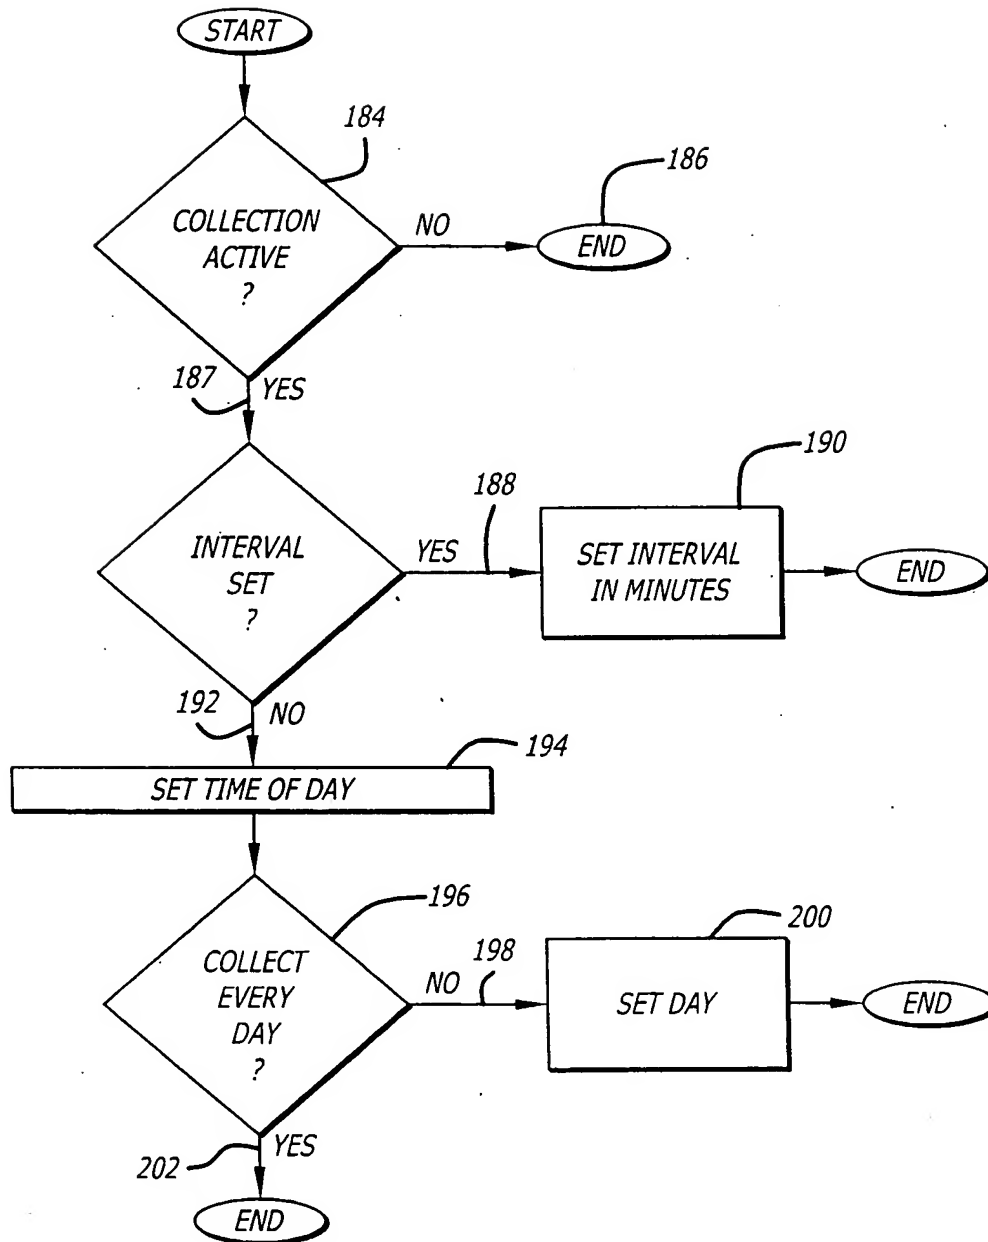 START
184
COLLECTION
ACTIVE
?
NO
186
END
187
YES
INTERVAL
SET
?
YES
188
190
SET INTERVAL
IN MINUTES
END
192
NO
194
SET TIME OF DAY
196
COLLECT
EVERY
DAY
?
NO
198
200
SET DAY
END
202
YES
END